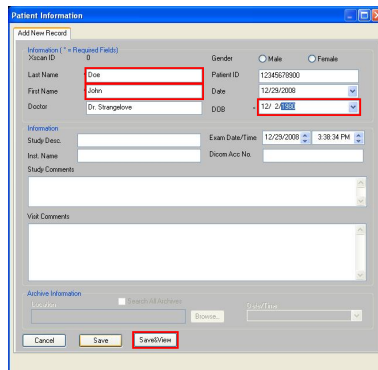 Patient Information
Add New Record
Information ( * = Required Fields)
Xscan ID 0 Gender Male Female
Last Name * Doe Patient ID 12345678900
First Name * John Date 12/29/2008
Doctor Dr. Strangelove DOB * 12/ 2/1980
Information
Study Desc. Exam Date/Time 12/29/2008 3:38:34 PM
Inst. Name Dicom Acc No.
Study Comments
Visit Comments
Archive Information
Location Search All Archives Date/Time
Browse...
Cancel Save Save&View